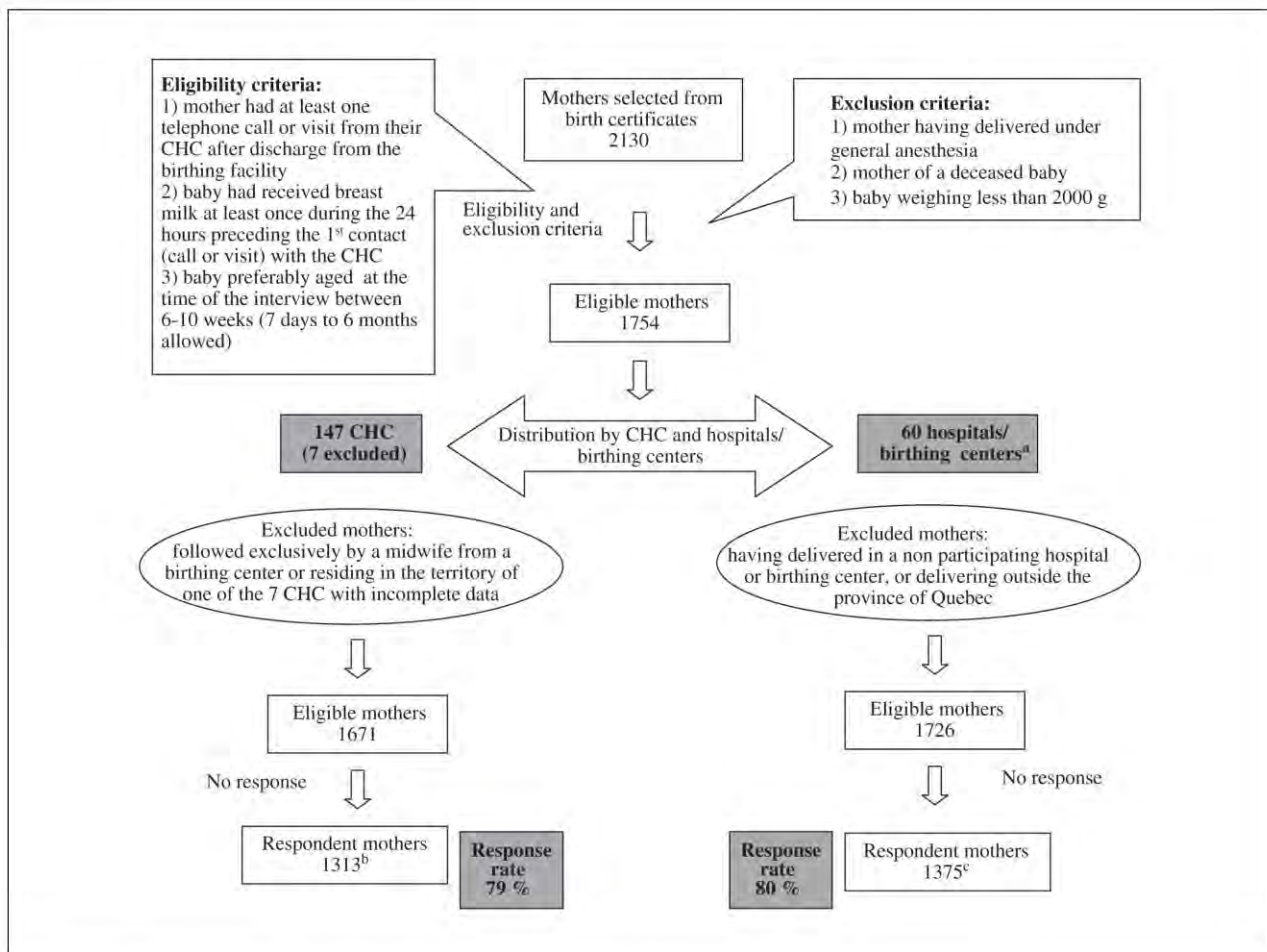 Eligibility criteria:
1) mother had at least one
telephone call or visit from their
CHC after discharge from the
birthing facility
2) baby had received breast
milk at least once during the 24
hours preceding the 1st contact
(call or visit) with the CHC
3) baby preferably aged at the
time of the interview between
6-10 weeks (7 days to 6 months
allowed)
Mothers selected from
birth certificates
2130
Exclusion criteria:
1) mother having delivered under
general anesthesia
2) mother of a deceased baby
3) baby weighing less than 2000 g
Eligibility and
exclusion criteria
Eligible mothers
1754
147 CHC
(7 excluded)
Distribution by CHC and hospitals/
birthing centers
60 hospitals/
birthing centersa
Excluded mothers:
followed exclusively by a midwife from a
birthing center or residing in the territory of
one of the 7 CHC with incomplete data
Excluded mothers:
having delivered in a non participating hospital
or birthing center, or delivering outside the
province of Quebec
Eligible mothers
1671
Eligible mothers
1726
No response
No response
Respondent mothers
1313b
Response
rate
79 %
Response
rate
80 %
Respondent mothers
1375c